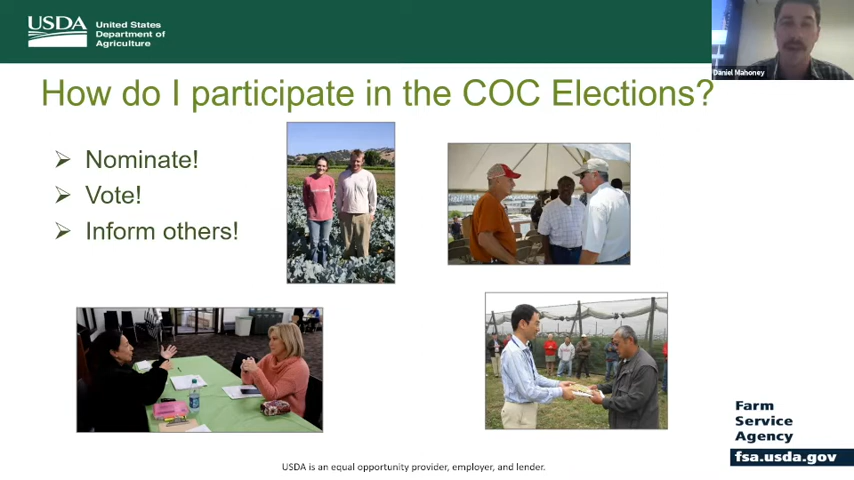 USDA
United States
Department of
Agriculture
Daniel Mahoney
How do I participate in the COC Elections?
Nominate!
Vote!
Inform others!
Farm
Service
Agency
fsa.usda.gov
USDA is an equal opportunity provider, employer, and lender.